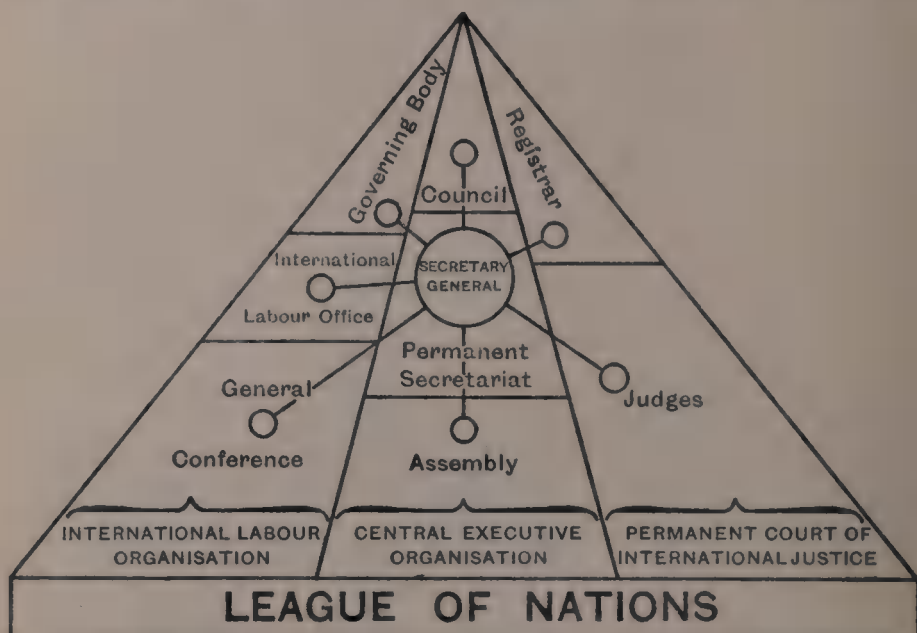 Governing Body
Registrar
Council
International
Labour Office
SECRETARY
GENERAL
Permanent
Secretariat
General
Conference
Judges
Assembly
INTERNATIONAL LABOUR
ORGANISATION
CENTRAL EXECUTIVE
ORGANISATION
PERMANENT COURT OF
INTERNATIONAL JUSTICE
LEAGUE OF NATIONS